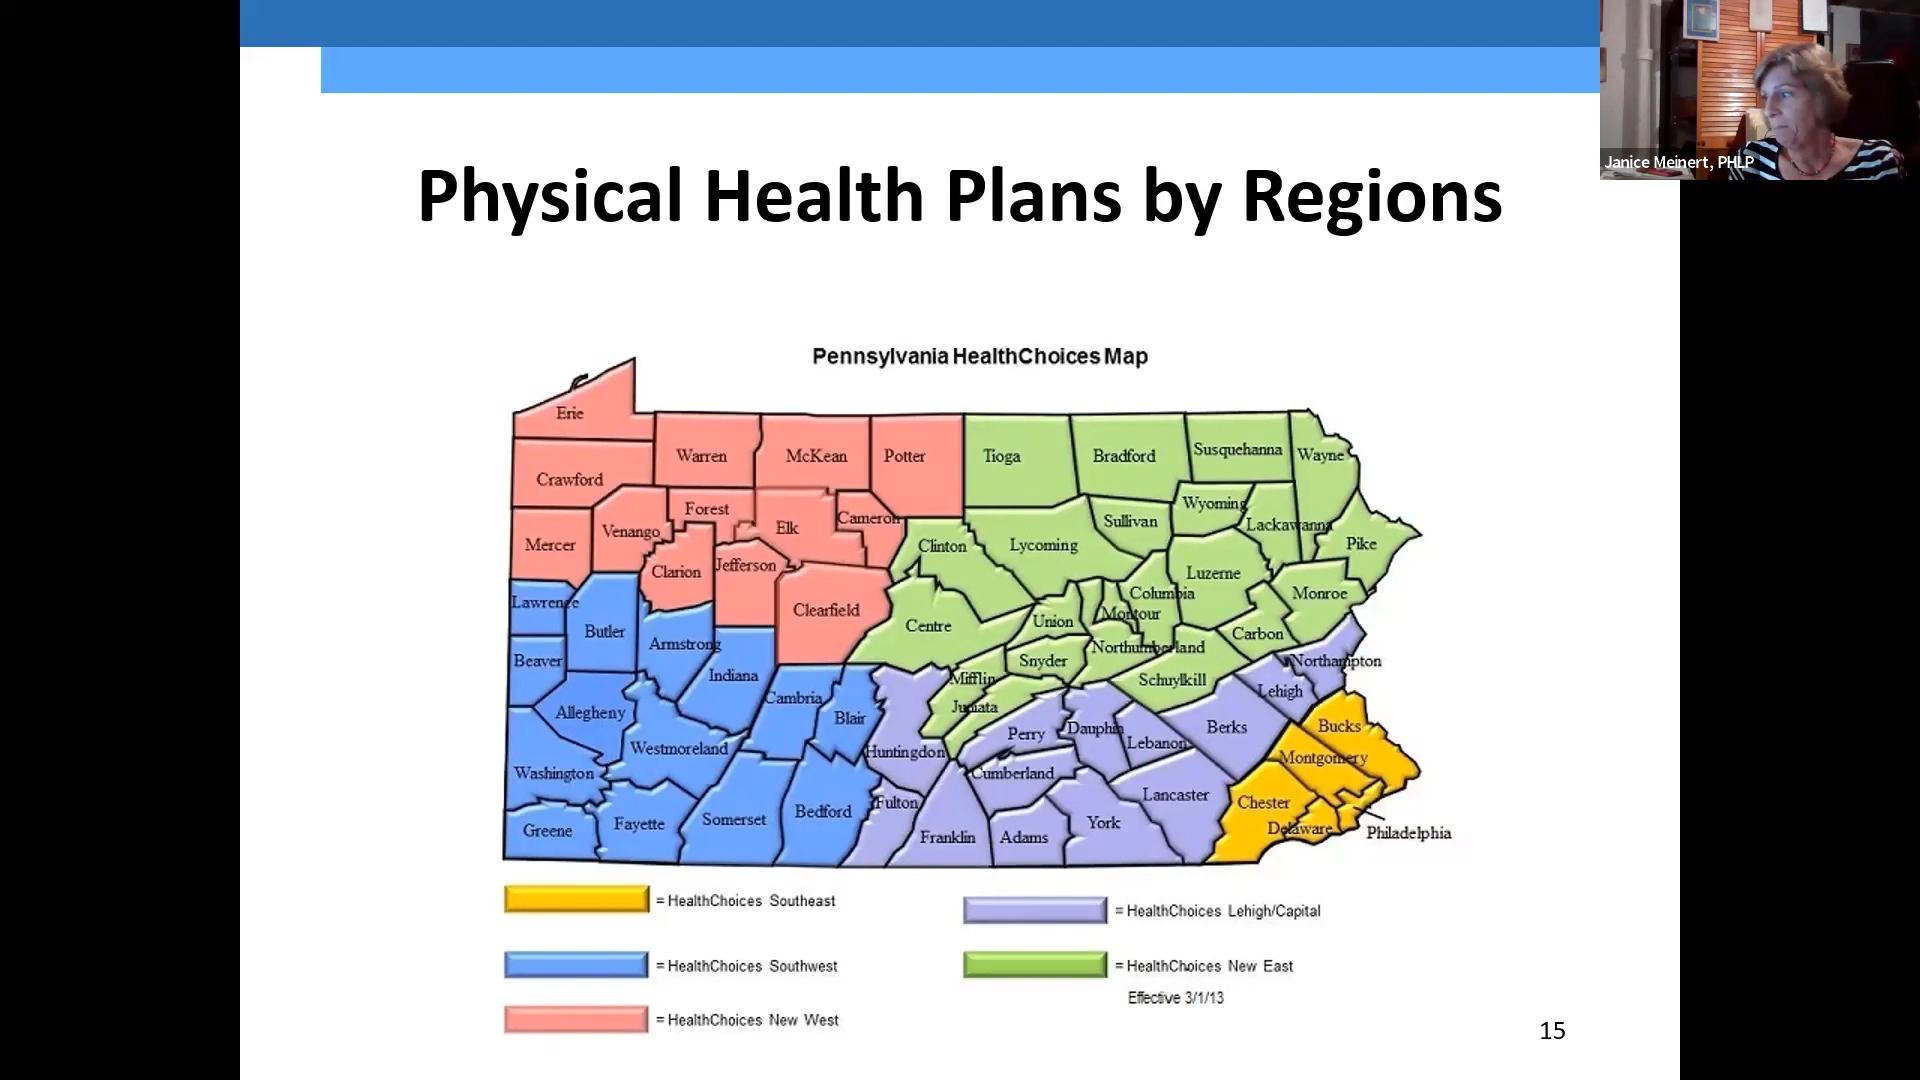 Janice Meinert, PHLP
Physical Health Plans by Regions
Pennsylvania HealthChoices Map
Erie
Warren
McKean
Potter
Tioga
Bradford
Susquehanna
Wayne
Crawford
Venango
Forest
Elk
Cameron
Clinton
Lycoming
Sullivan
Wyoming
Lackawanna
Pike
Mercer
Clarion
Jefferson
Clearfield
Centre
Union
Montour
Columbia
Luzerne
Monroe
Lawrence
Butler
Armstrong
Indiana
Snyder
Northumberland
Carbon
Northampton
Beaver
Allegheny
Cambria
Blair
Mifflin
Juniata
Schuylkill
Lehigh
Westmoreland
Huntingdon
Perry
Dauphin
Lebanon
Berks
Bucks
Montgomery
Washington
Cumberland
Lancaster
Chester
Greene
Fayette
Somerset
Bedford
Fulton
Franklin
Adams
York
Delaware
Philadelphia
= HealthChoices Southeast
= HealthChoices Lehigh/Capital
= HealthChoices Southwest
= HealthChoices New East
Effective 3/1/13
= HealthChoices New West
15